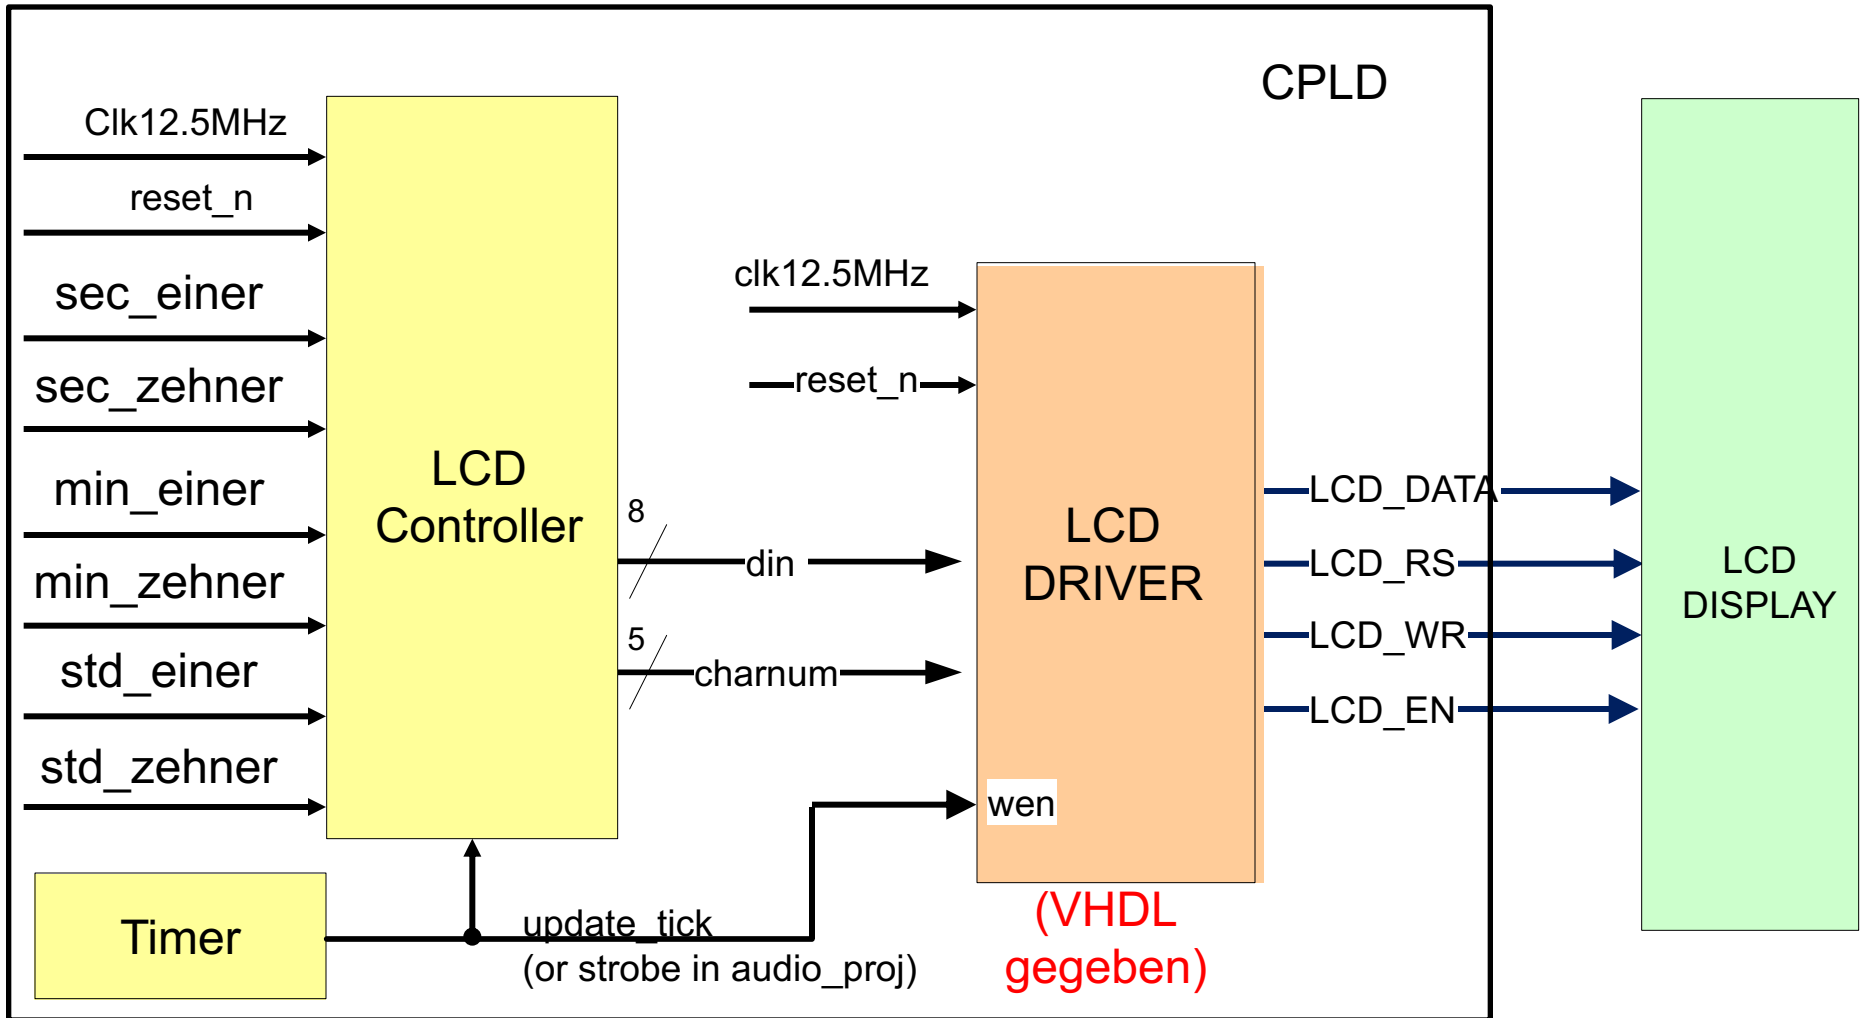 CPLD
Clk12.5MHz
reset_n
sec_einer
sec_zehner
min_einer
min_zehner
std_einer
std_zehner
LCD
Controller
Timer
8
din
5
charnum
update_tick
(or strobe in audio_proj)
clk12.5MHz
reset_n
LCD
DRIVER
wen
(VHDL
gegeben)
LCD_DATA
LCD_RS
LCD_WR
LCD_EN
LCD
DISPLAY